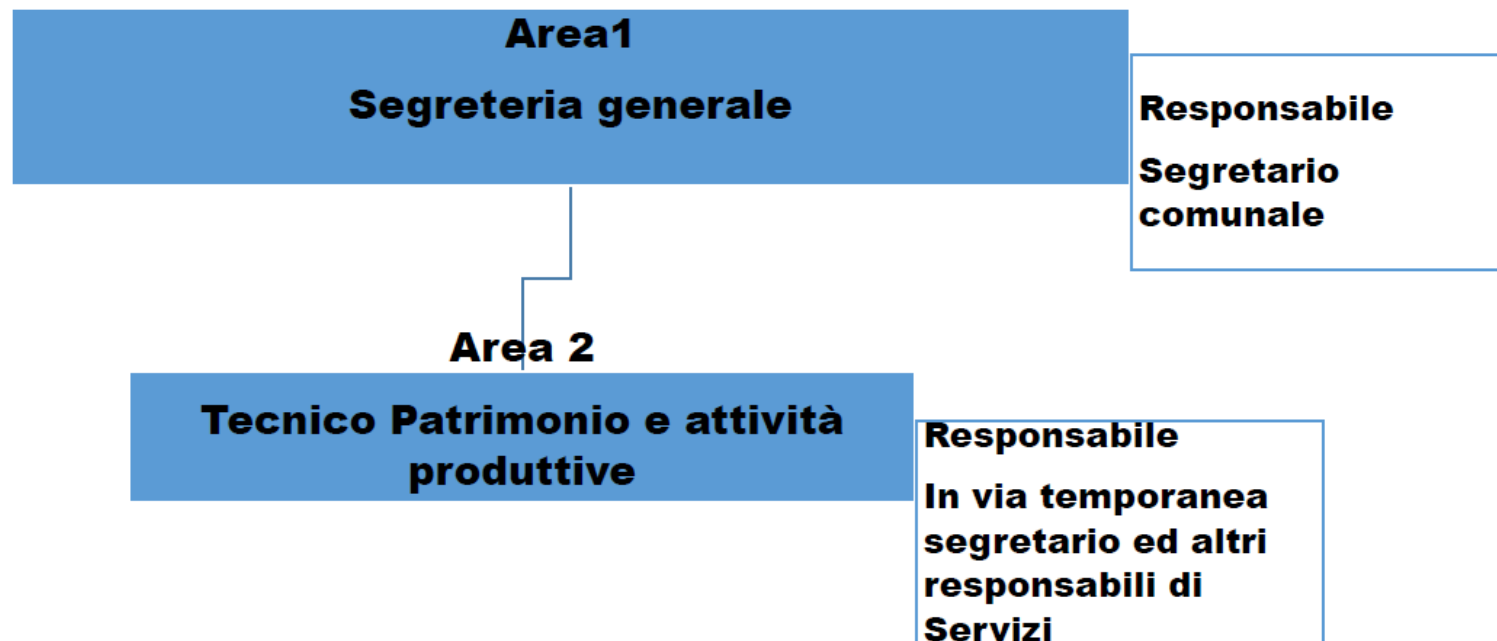 Area1
Segreteria generale
Responsabile
Segretario
comunale
Area 2
Tecnico Patrimonio e attività
produttive
Responsabile
In via temporanea
segretario ed altri
responsabili di
Servizi